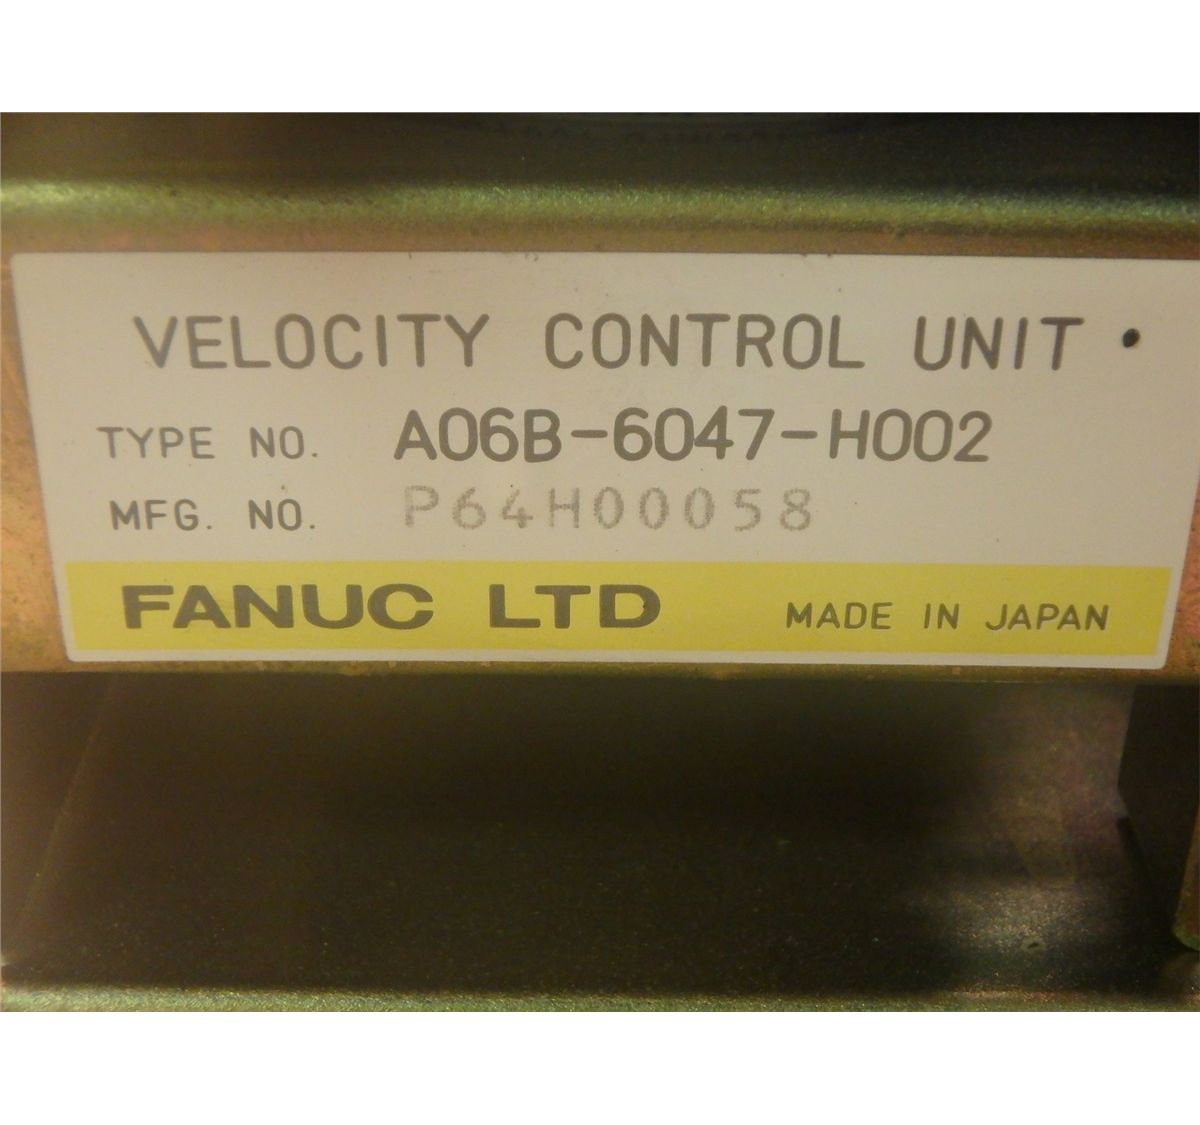 VELOCITY CONTROL UNIT
TYPE NO. A06B-6047-H002
MFG. NO. P64H00058
FANUC LTD MADE IN JAPAN